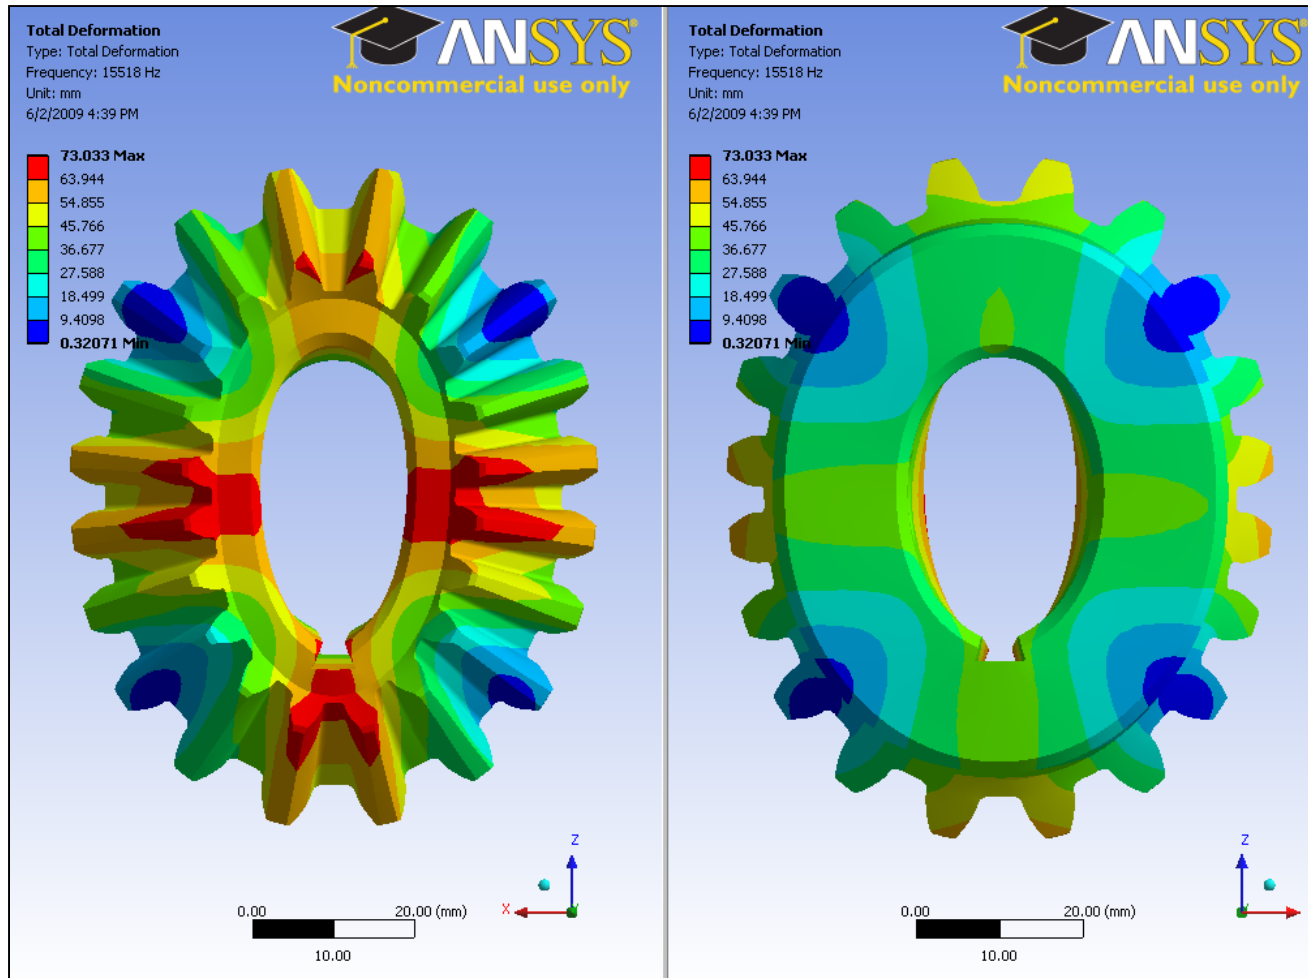 Total Deformation
Type: Total Deformation
Frequency: 15518 Hz
Unit: mm
6/2/2009 4:39 PM
ANSYS®
Noncommercial use only
73.033 Max
63.944
54.855
45.766
36.677
27.588
18.499
9.4098
0.32071 Min
Z
X
0.00 20.00 (mm)
10.00
Total Deformation
Type: Total Deformation
Frequency: 15518 Hz
Unit: mm
6/2/2009 4:39 PM
ANSYS®
Noncommercial use only
73.033 Max
63.944
54.855
45.766
36.677
27.588
18.499
9.4098
0.32071 Min
Z
0.00 20.00 (mm)
10.00